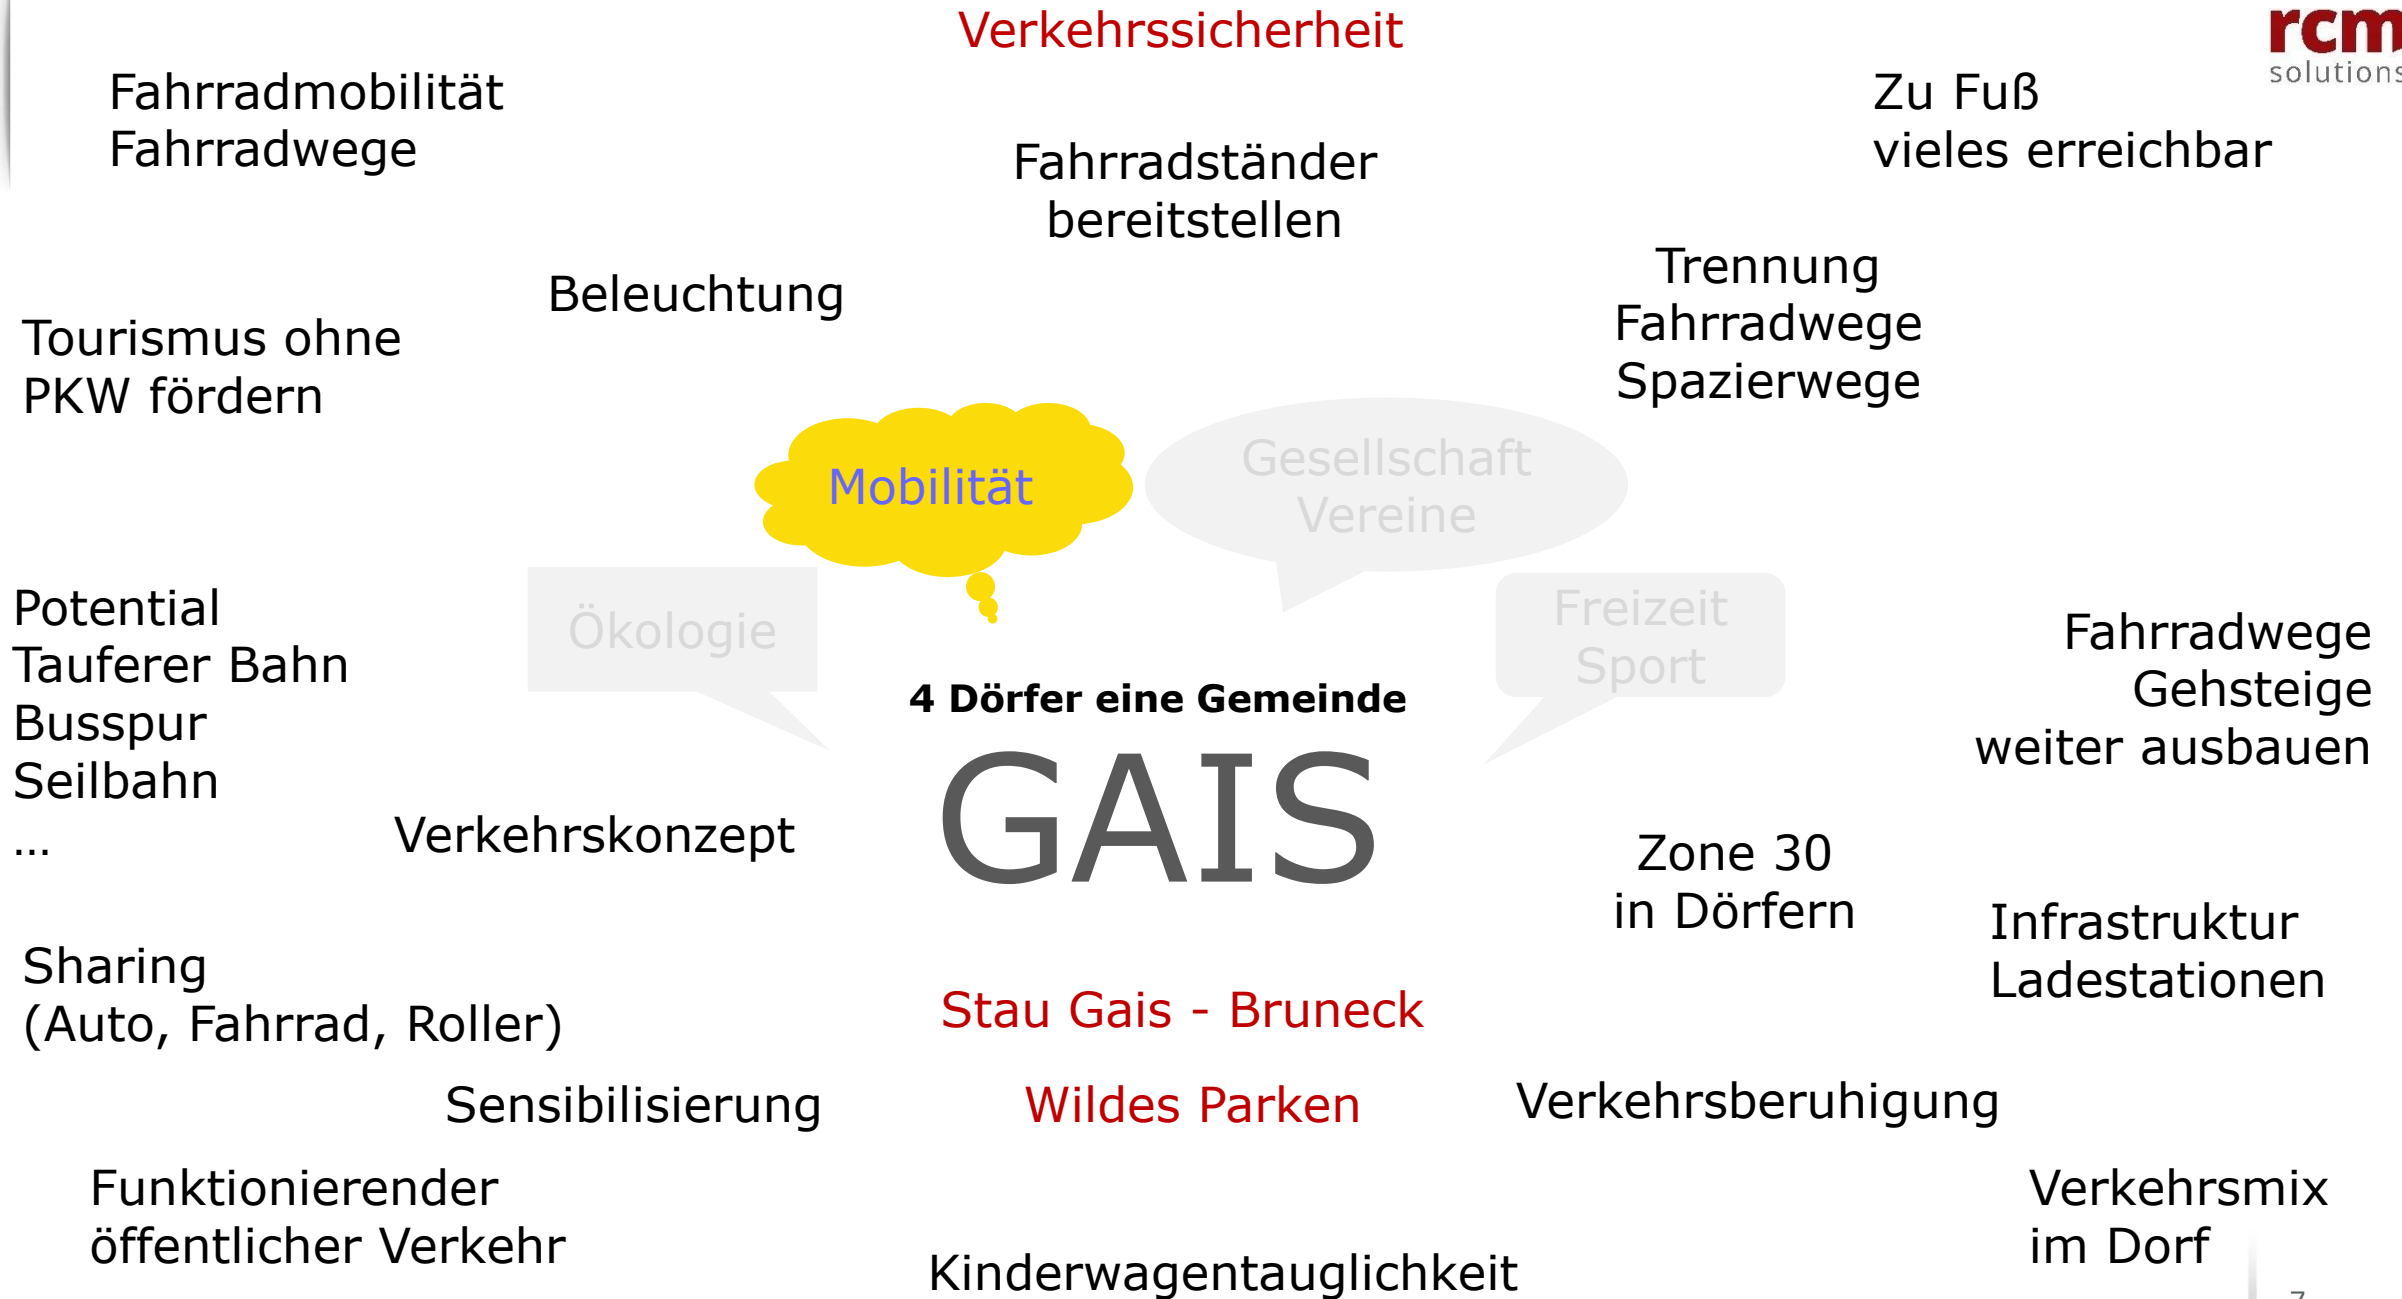 Verkehrssicherheit
rcm
solutions
Fahrradmobilität
Fahrradwege
Zu Fuß
vieles erreichbar
Fahrradständer
bereitstellen
Beleuchtung
Trennung
Fahrradwege
Spazierwege
Tourismus ohne
PKW fördern
Mobilität
Gesellschaft
Vereine
Ökologie
Freizeit
Sport
Potential
Tauferer Bahn
Busspur
Seilbahn
...
Fahrradwege
Gehsteige
weiter ausbauen
4 Dörfer eine Gemeinde
GAIS
Verkehrskonzept
Zone 30
in Dörfern
Infrastruktur
Ladestationen
Sharing
(Auto, Fahrrad, Roller)
Stau Gais - Bruneck
Sensibilisierung
Wildes Parken
Verkehrsberuhigung
Funktionierender
öffentlicher Verkehr
Verkehrsmix
im Dorf
Kinderwagentauglichkeit
7